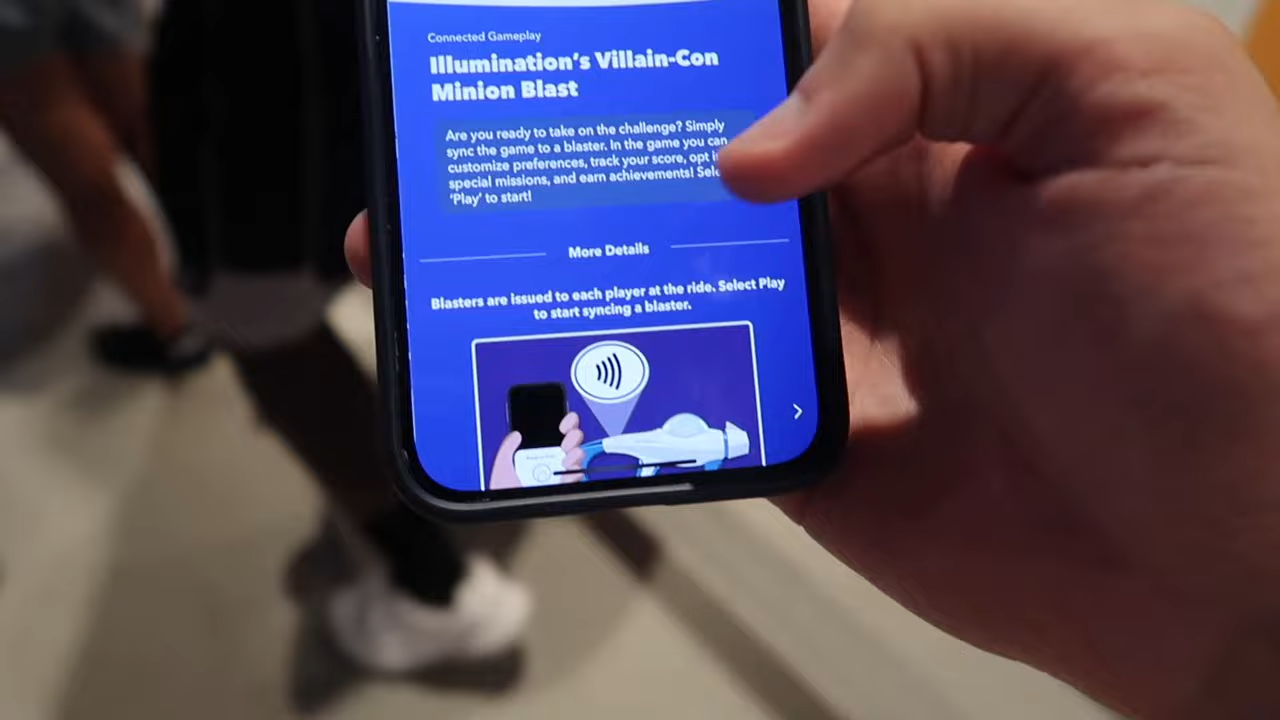 Connected Gameplay
Illumination's Villain-Con
Minion Blast
Are you ready to take on the challenge? Simply
sync the game to a blaster. In the game you can
customize preferences, track your score, opt
special missions, and earn achievements!
'Play' to start!
More Details
Blasters are issued to each player at the ride. Select Play
to start syncing a blaster.